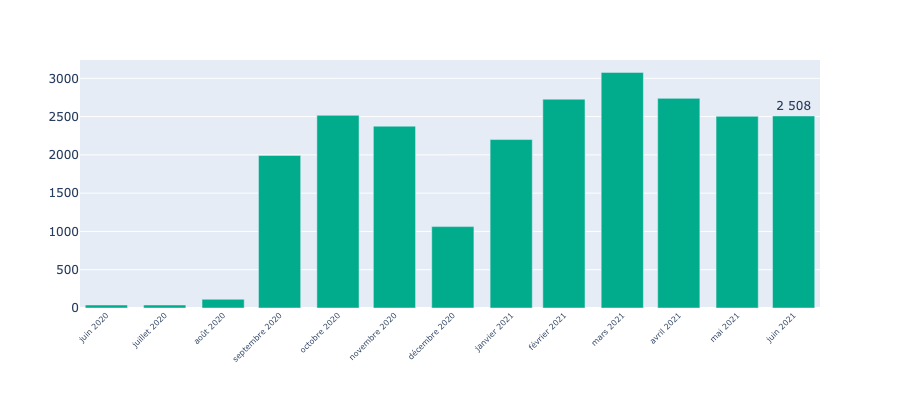 3000
2500
2000
1500
1000
500
0
2 508
juin 2020
juillet 2020
août 2020
septembre 2020
octobre 2020
novembre 2020
décembre 2020
janvier 2021
février 2021
mars 2021
avril 2021
mai 2021
juin 2021